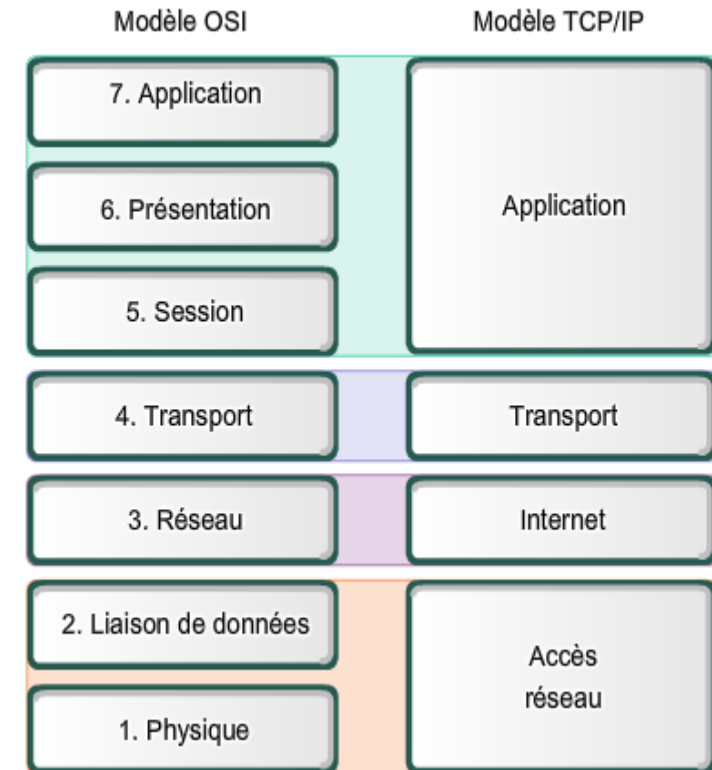 Modèle OSI
Modèle TCP/IP
7. Application
6. Présentation
5. Session
Application
4. Transport
Transport
3. Réseau
Internet
2. Liaison de données
1. Physique
Accès
réseau